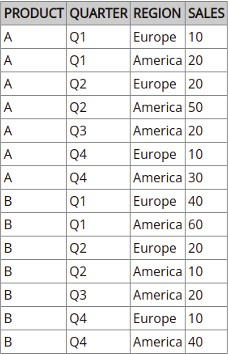 PRODUCT QUARTER REGION SALES
A Q1 Europe 10
A Q1 America 20
A Q2 Europe 20
A Q2 America 50
A Q3 America 20
A Q4 Europe 10
A Q4 America 30
B Q1 Europe 40
B Q1 America 60
B Q2 Europe 20
B Q2 America 10
B Q3 America 20
B Q4 Europe 10
B Q4 America 40